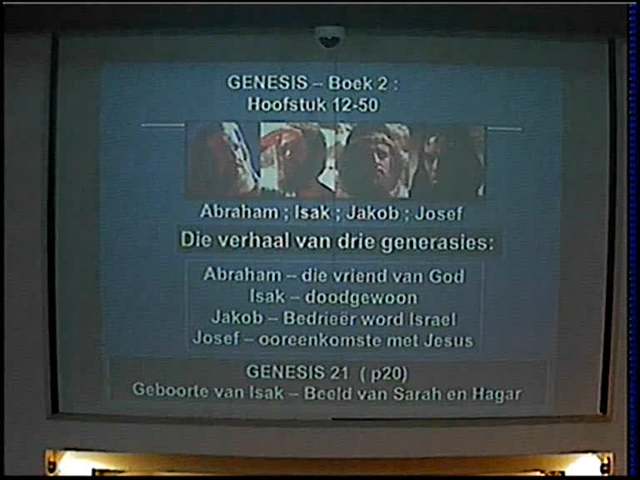 GENESIS – Boek 2 :
Hoofstuk 12-50
Abraham ; Isak ; Jakob ; Josef
Die verhaal van drie generasies:
Abraham – die vriend van God
Isak – doodgewoon
Jakob – Bedrieër word Israel
Josef – ooreenkomste met Jesus
GENESIS 21 ( p20)
Geboorte van Isak – Beeld van Sarah en Hagar